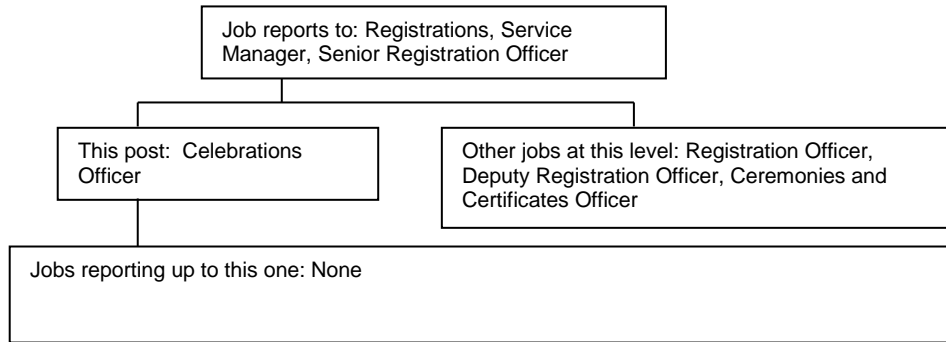 Job reports to: Registrations, Service
Manager, Senior Registration Officer
This post:  Celebrations
Officer
Other jobs at this level: Registration Officer,
Deputy Registration Officer, Ceremonies and
Certificates Officer
Jobs reporting up to this one: None